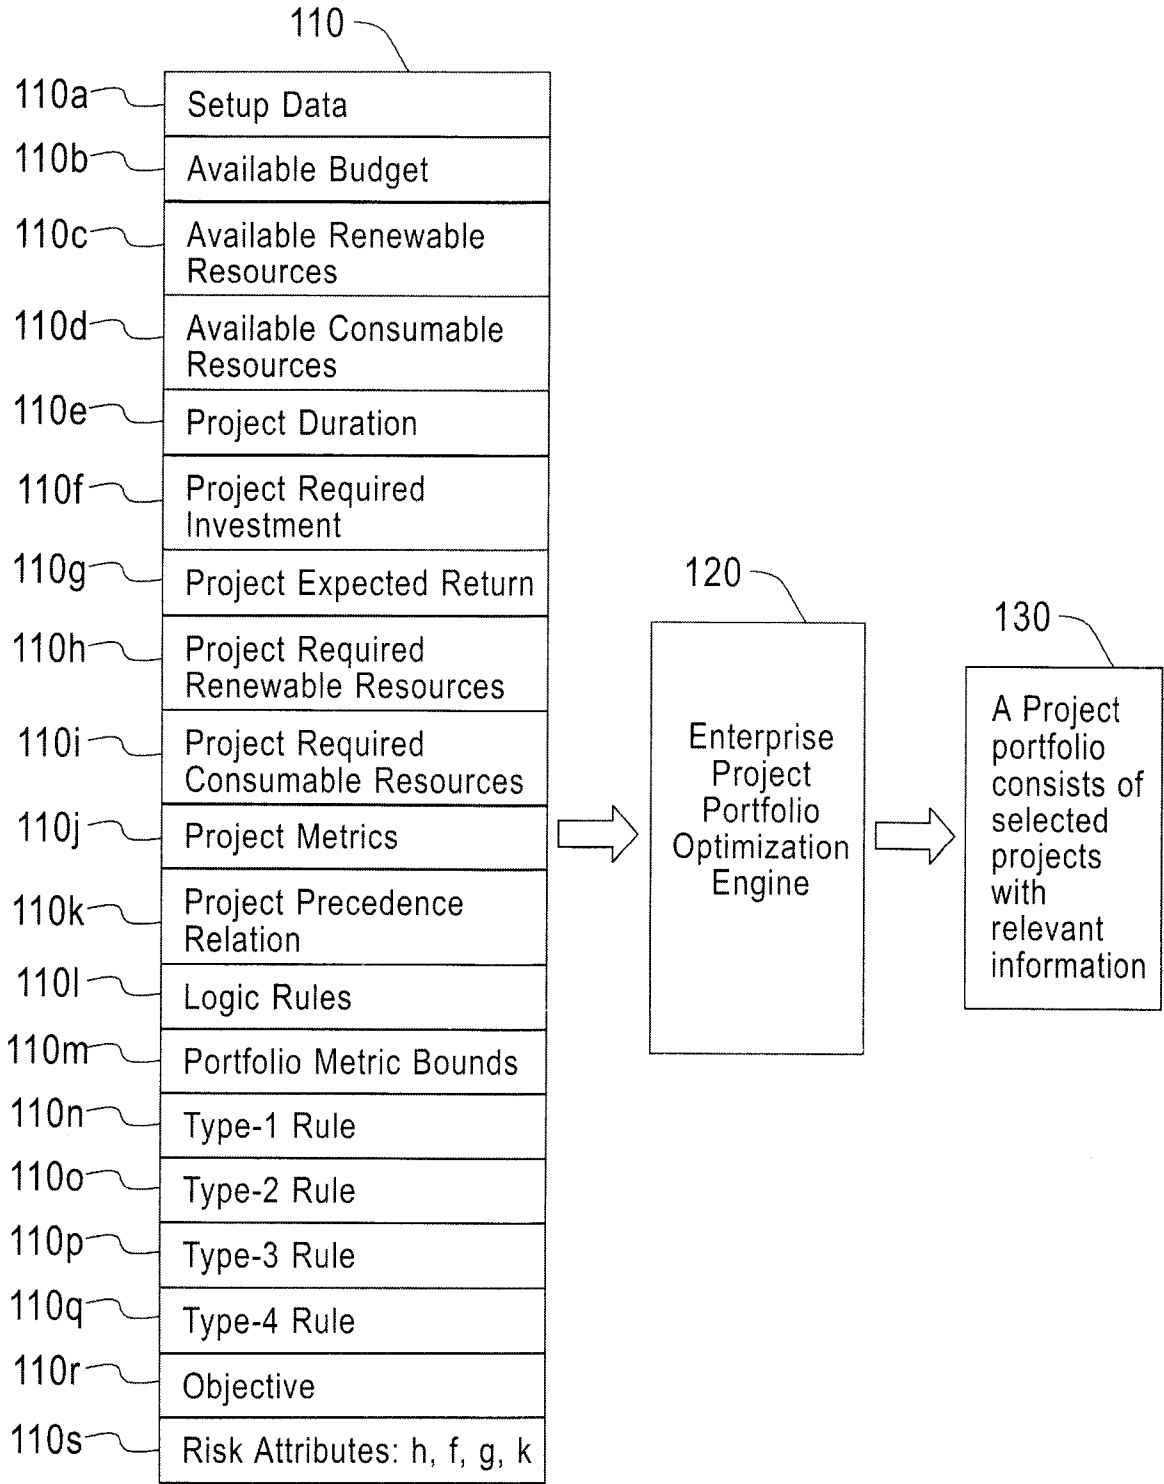 110
110a
Setup Data
110b
Available Budget
110c
Available Renewable
Resources
110d
Available Consumable
Resources
110e
Project Duration
110f
Project Required
Investment
110g
Project Expected Return
110h
Project Required
Renewable Resources
110i
Project Required
Consumable Resources
110j
Project Metrics
110k
Project Precedence
Relation
110l
Logic Rules
110m
Portfolio Metric Bounds
110n
Type-1 Rule
110o
Type-2 Rule
110p
Type-3 Rule
110q
Type-4 Rule
110r
Objective
110s
Risk Attributes: h, f, g, k
120
Enterprise
Project
Portfolio
Optimization
Engine
130
A Project
portfolio
consists of
selected
projects
with
relevant
information